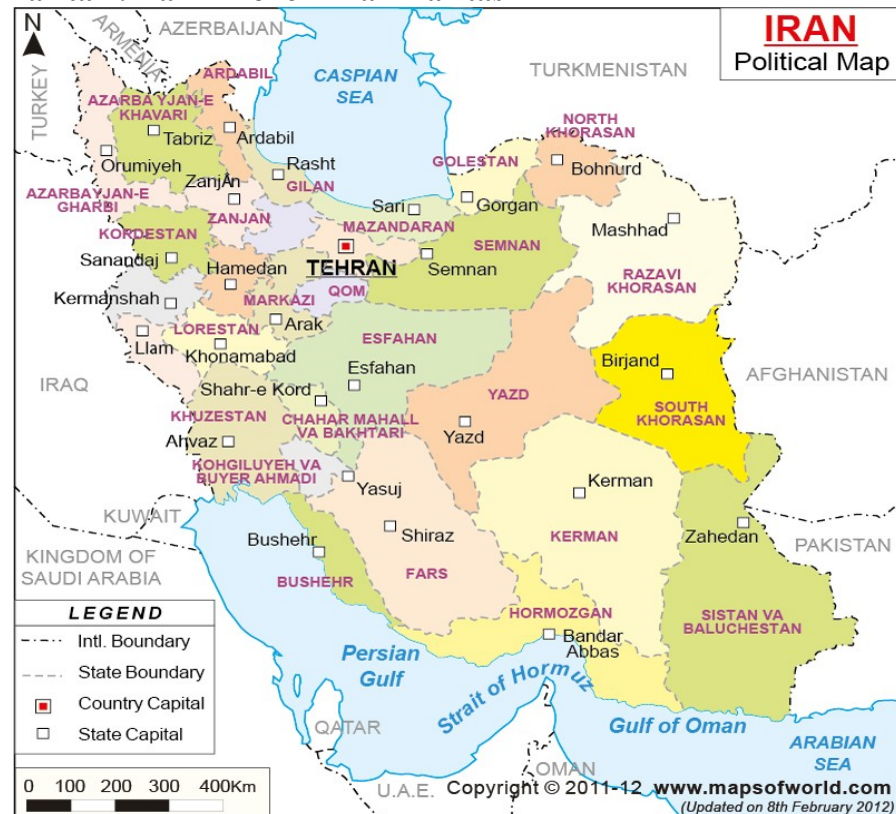 N
IRAN
Political Map
AZERBAIJAN
ARMENIA
TURKEY
TURKMENISTAN
CASPIAN
SEA
ARDABIL
AZARBA YJAN-E
KHAVARI
Tabriz
Ardabil
Orumiyeh
Rasht
GILAN
Zanjan
AZARBAYJAN-E
GHARBI
ZANJAN
NORTH
KHORASAN
Bohnurd
GOLESTAN
Gorgan
Sari
MAZANDARAN
Mashhad
KORDESTAN
Sanandaj
Hamedan
TEHRAN
SEMNAN
Semnan
RAZAVI
KHORASAN
Kermanshah
MARKAZI
QOM
Arak
LORESTAN
Khonamabad
Llam
ESFAHAN
Esfahan
Birjand
AFGHANISTAN
IRAQ
Shahr-e Kord
YAZD
Yazd
SOUTH
KHORASAN
KHUZESTAN
CHAHAR MAHALL
VA BAKHTARI
Ahvaz
KOHGILUYEH VA
BUYER AHMADI
Yasuj
Kerman
KUWAIT
Shiraz
Zahedan
KERMAN
PAKISTAN
KINGDOM OF
SAUDI ARABIA
Bushehr
BUSHEHR
FARS
HORMOZGAN
SISTAN VA
BALUCHESTAN
Bandar
Abbas
Persian
Gulf
Strait of Hormuz
Gulf of Oman
QATAR
ARABIAN
SEA
OMAN
U.A.E.
LEGEND
Intl. Boundary
State Boundary
Country Capital
State Capital
0 100 200 300 400Km
Copyright © 2011-12 www.mapsofworld.com
(Updated on 8th February 2012)